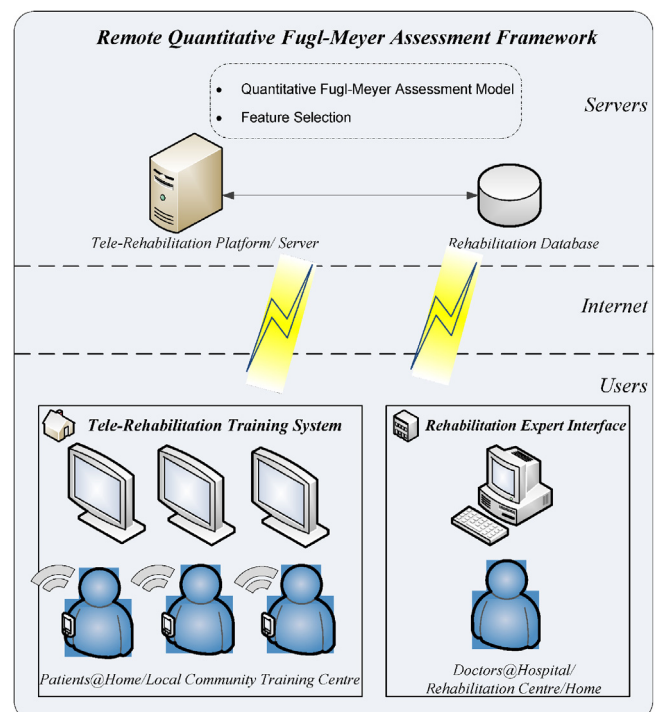 Remote Quantitative Fugl-Meyer Assessment Framework
• Quantitative Fugl-Meyer Assessment Model
• Feature Selection
Servers
Tele-Rehabilitation Platform/ Server
Rehabilitation Database
Internet
Users
Tele-Rehabilitation Training System
Rehabilitation Expert Interface
Patients@Home/Local Community Training Centre
Doctors@Hospital/
Rehabilitation Centre/Home